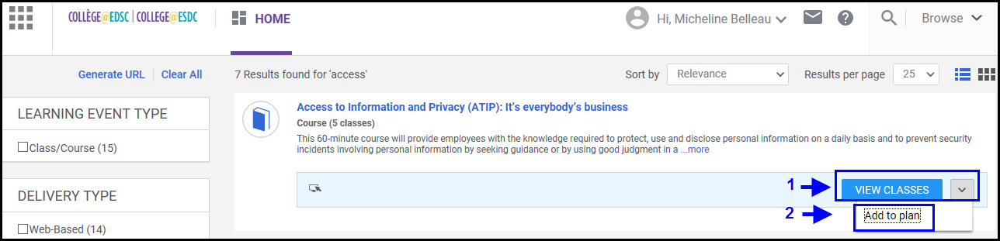 COLLÈGE@EDSC | COLLEGE@ESDC HOME Hi, Micheline Belleau ? Browse
Generate URL Clear All 7 Results found for 'access' Sort by Relevance Results per page 25
LEARNING EVENT TYPE
Class/Course (15)
DELIVERY TYPE
Web-Based (14)
Access to Information and Privacy (ATIP): It's everybody's business
Course (5 classes)
This 60-minute course will provide employees with the knowledge required to protect, use and disclose personal information on a daily basis and to prevent security
incidents involving personal information by seeking guidance or by using good judgment in a ...more
1 VIEW CLASSES
2 Add to plan